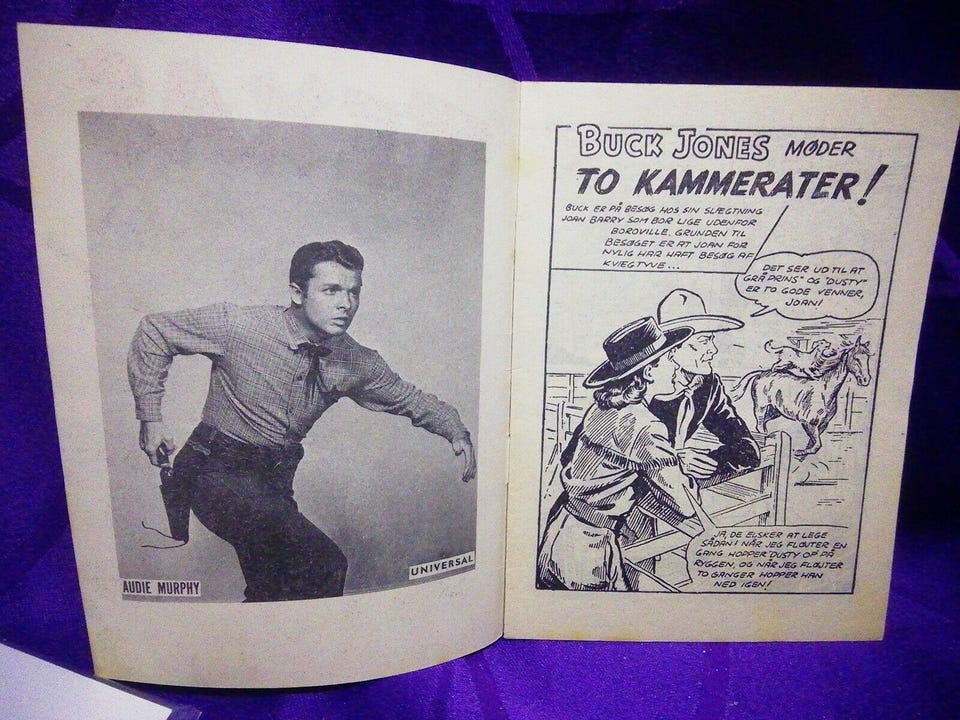 AUDIE MURPHY
UNIVERSAL
BUCK JONES MØDER
TO KAMMERATER!
BUCK ER PÅ BESØG HOS SIN SLÆGTNING
JOAN BARRY SOM BOR LIGE UDENFOR
BOROVILLE. GRUNDEN TIL
BESØGET ER AT JOAN FOR
NYLIG HAR HAFT BESØG AF
KVÆGTYVE...
DET SER UD TIL AT
GRÅ PRINS" OG "DUSTY"
ER TO GODE VENNER,
JOAN!
JA, DE ELSKER AT LEGE
SÅDAN! NÅR JEG FLØJTER EN
GANG HOPPER "DUSTY OP PÅ
RYGGEN, OG NÅR JEG FLØJTER
TO GANGER HOPPER HAN
NED IGEN!